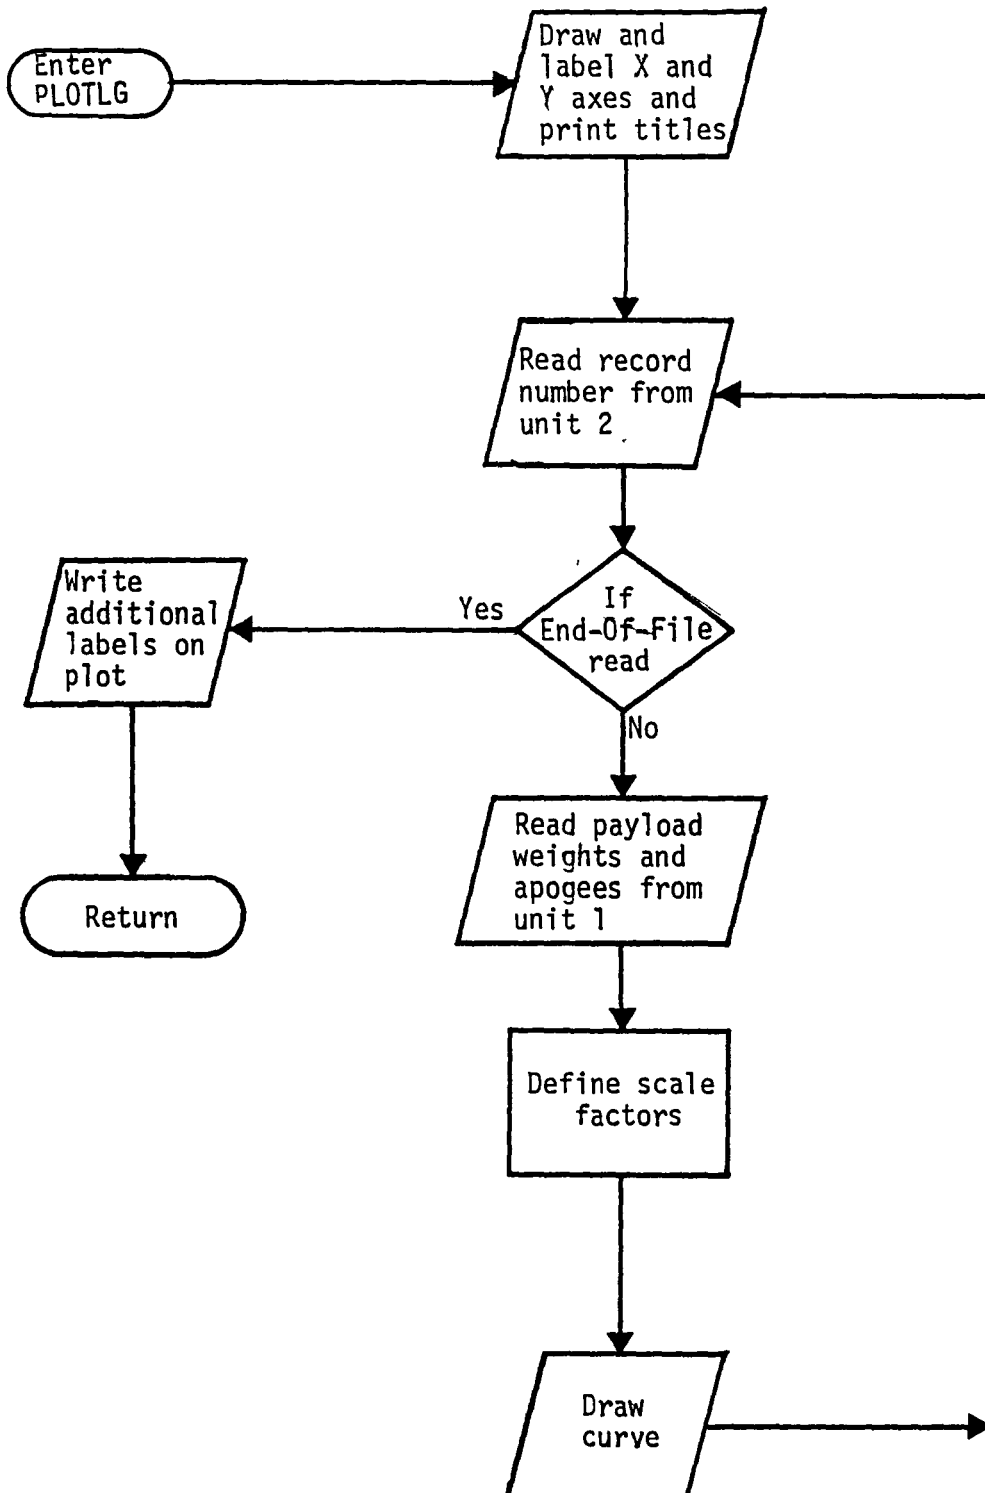 Enter
PLOTLG
Draw and
label X and
Y axes and
print titles
Read record
number from
unit 2
If
End-Of-File
read
Yes
Write
additional
labels on
plot
Return
No
Read payload
weights and
apogees from
unit 1
Define scale
factors
Draw
curve